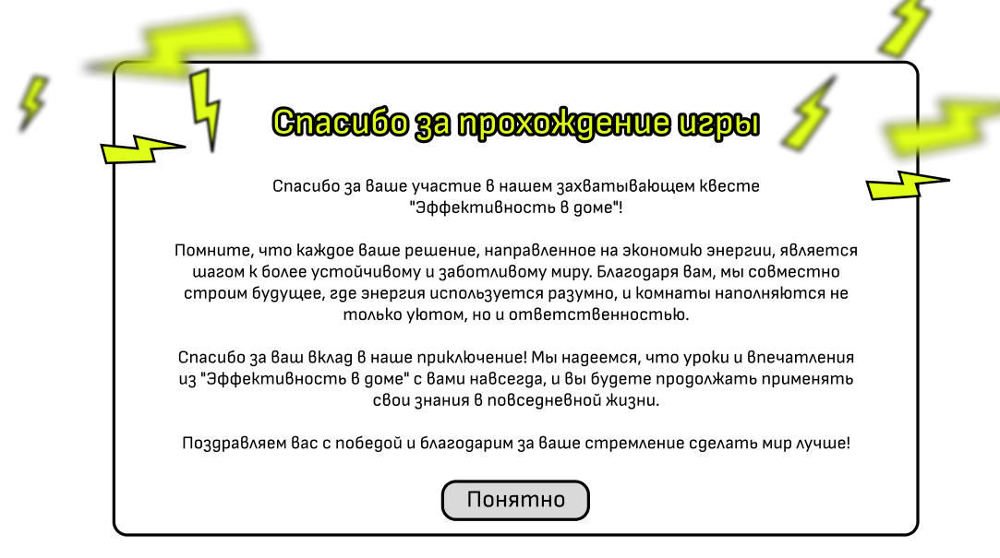 Спасибо за прохождение игры
Спасибо за ваше участие в нашем захватывающем квесте
"Эффективность в доме"!
Помните, что каждое ваше решение, направленное на экономию энергии, является
шагом к более устойчивому и заботливому миру. Благодаря вам, мы совместно
строим будущее, где энергия используется разумно, и комнаты наполняются не
только уютом, но и ответственностью.
Спасибо за ваш вклад в наше приключение! Мы надеемся, что уроки и впечатления
из "Эффективность в доме" с вами навсегда, и вы будете продолжать применять
свои знания в повседневной жизни.
Поздравляем вас с победой и благодарим за ваше стремление сделать мир лучше!
Понятно